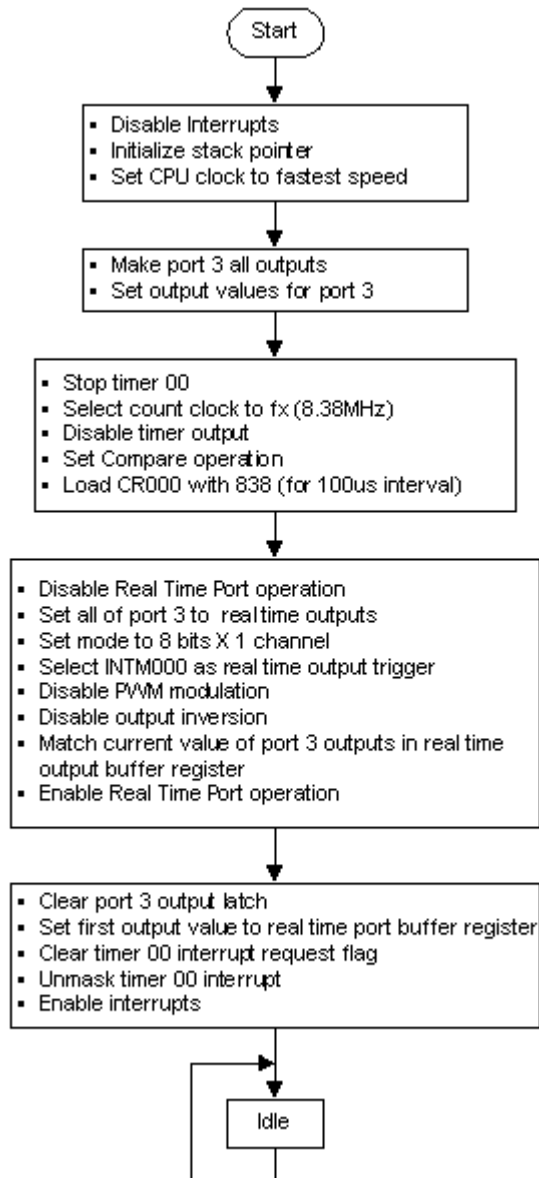 Start
▪ Disable Interrupts
▪ Initialize stack pointer
▪ Set CPU clock to fastest speed
▪ Make port 3 all outputs
▪ Set output values for port 3
▪ Stop timer 00
▪ Select count clock to fx (8.38MHz)
▪ Disable timer output
▪ Set Compare operation
▪ Load CR000 with 838 (for 100us interval)
▪ Disable Real Time Port operation
▪ Set all of port 3 to real time outputs
▪ Set mode to 8 bits X 1 channel
▪ Select INTM000 as real time output trigger
▪ Disable PWM modulation
▪ Disable output inversion
▪ Match current value of port 3 outputs in real time
output buffer register
▪ Enable Real Time Port operation
▪ Clear port 3 output latch
▪ Set first output value to real time port buffer register
▪ Clear timer 00 interrupt request flag
▪ Unmask timer 00 interrupt
▪ Enable interrupts
Idle